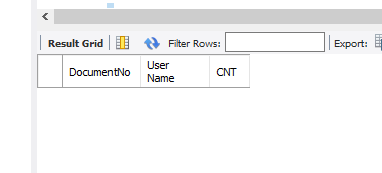 Result Grid Filter Rows: Export:
DocumentNo User Name CNT